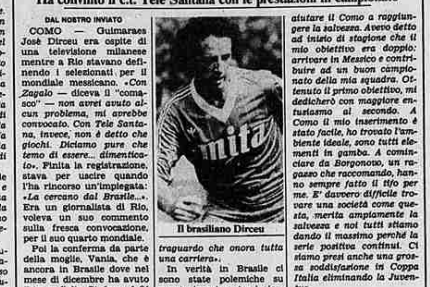 Ha convinto il c.t. Tele Santana con le prestazioni in campionato
DAL NOSTRO INVIATO
COMO — Guimaraes
José Dirceu era ospite di
una televisione milanese
mentre a Rio stavano defi-
nendo i selezionati per il
mondiale messicano. «Con
Zagalo — diceva il "coma-
sco" — non avrei avuto al-
cun problema, mi arebbe
convocato. Con Tele Santa-
na, invece, non è detto che
giochi. Diciamo pure che
temo di essere... dimentica-
to». Finita la registrazione,
stava per uscire quando
l'ha rincorso un'impiegata:
«La cercano dal Brasile...».
Era un giornalista di Rio,
voleva un suo commento
sulla fresca convocazione,
per il suo quarto mondiale.
Poi la conferma da parte
della moglie, Vania, che è
ancora in Brasile dove nel
mese di dicembre ha avuto
mita
Il brasiliano Dirceu
traguardo che onora tutta
una carriera».
In verità in Brasile ci
sono state polemiche su
aiutare il Como a raggiun-
gere la salvezza. Avevo detto
ad inizio di stagione che il
mio obiettivo era doppio:
arrivare in Messico e contri-
buire ad un buon campio-
nato della mia squadra. Ot-
tenuto il primo obiettivo, mi
dedicherò con maggiore en-
tusiasmo al secondo. A
Como il mio inserimento è
stato facile, ho trovato l'am-
biente ideale, sono tutti
elementi in gamba. A comin-
ciare da Borgonovo, un ra-
gasso che raccomando, han-
no sempre fatto il tifo per
me. E' davvero difficile tro-
vare una società come que-
sta, merita ampiamente la
salvezza e noi tutti stiamo
dando il massimo perché la
serie positiva continui. Ci
siamo presi anche una gros-
sa soddisfazione in Coppa
Italia eliminando la Juven-